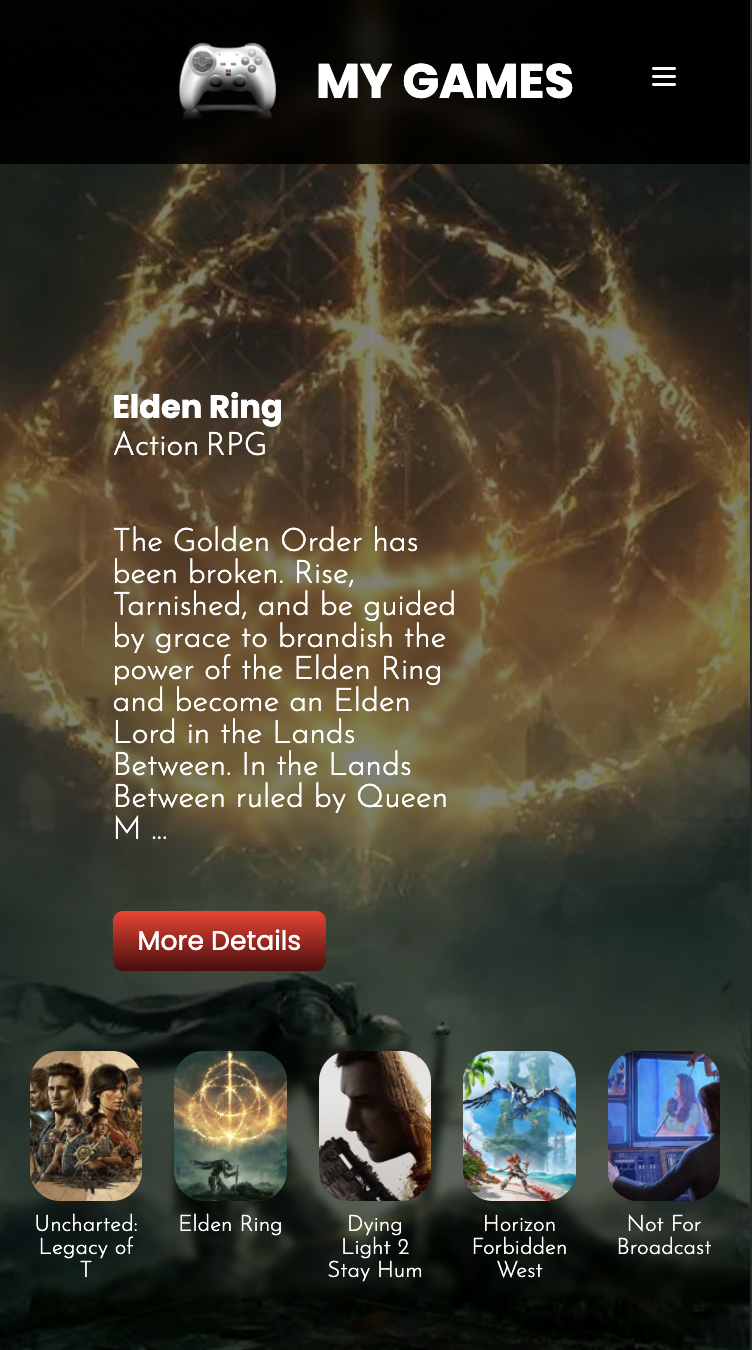 MY GAMES
Elden Ring
Action RPG
The Golden Order has
been broken. Rise,
Tarnished, and be guided
by grace to brandish the
power of the Elden Ring
and become an Elden
Lord in the Lands
Between. In the Lands
Between ruled by Queen
M ...
More Details
Uncharted:
Legacy of
T
Elden Ring
Dying
Light 2
Stay Hum
Horizon
Forbidden
West
Not For
Broadcast